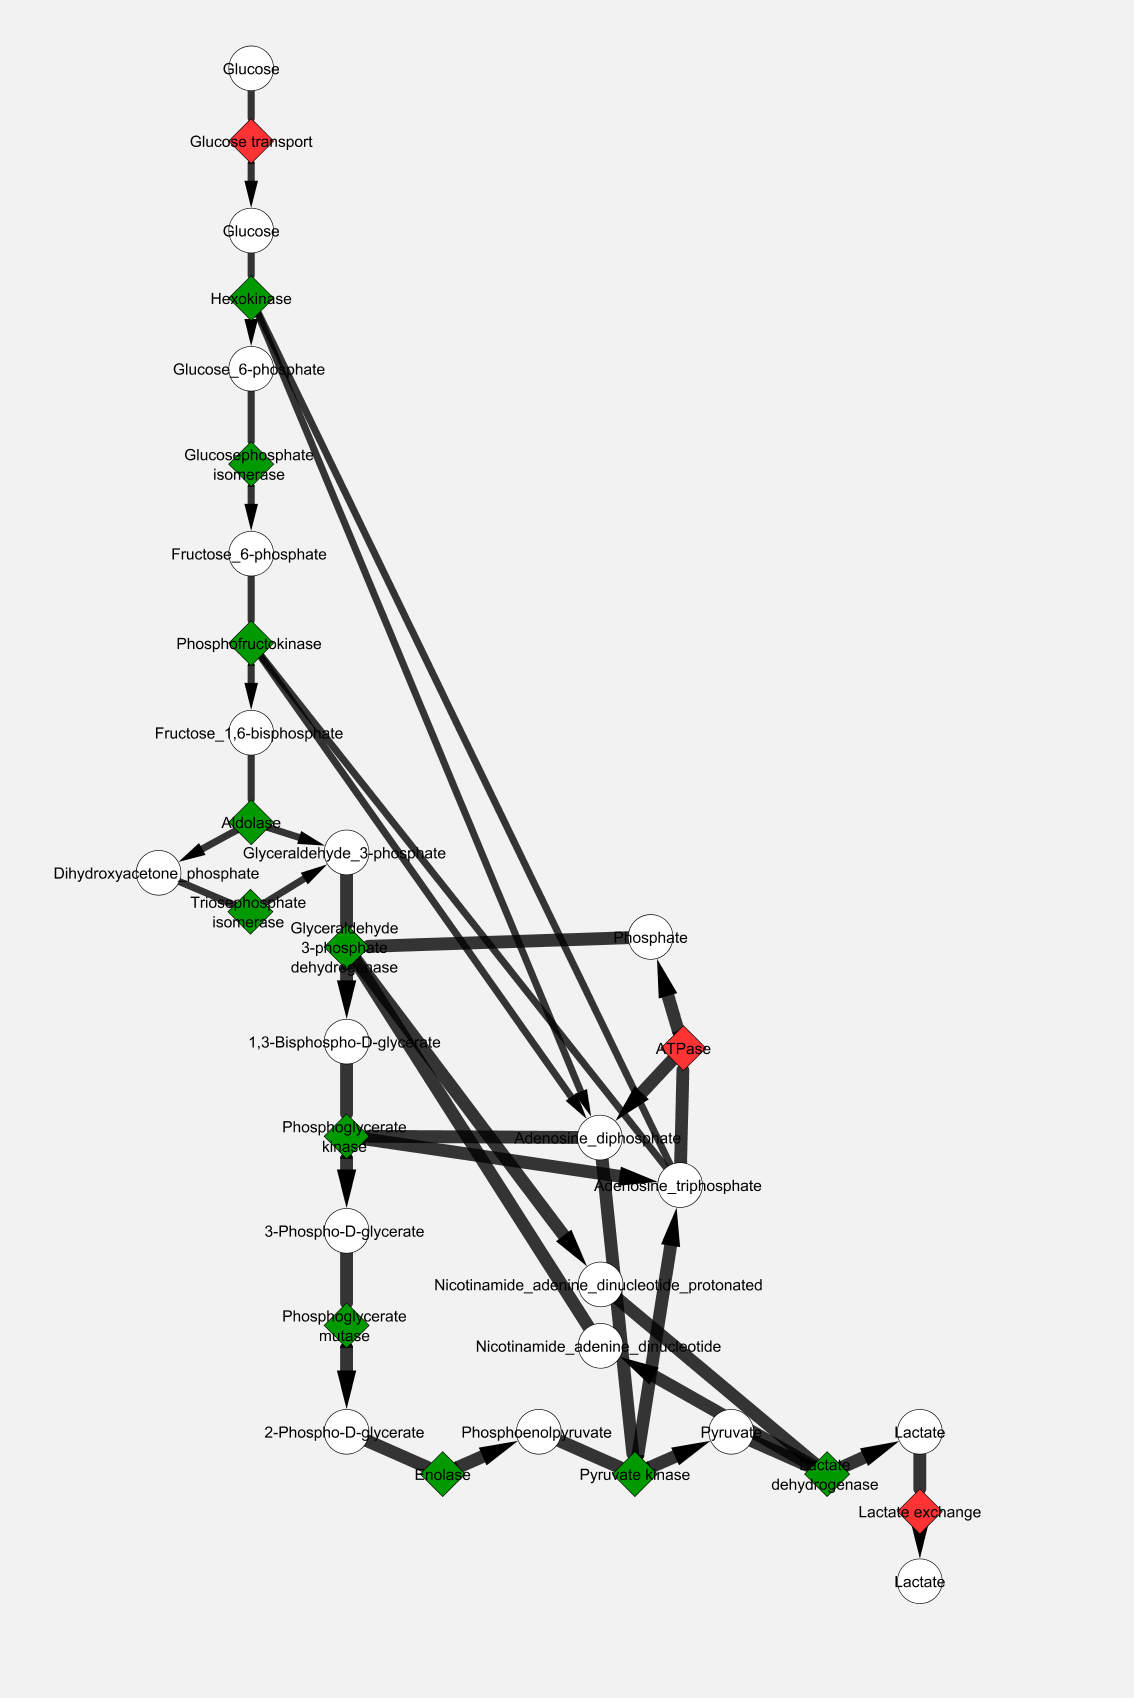 Glucose
Glucose transport
Glucose
Hexokinase
Glucose_6-phosphate
Glucosephosphate
isomerase
Fructose_6-phosphate
Phosphofructokinase
Fructose_1,6-bisphosphate
Aldolase
Glyceraldehyde_3-phosphate
Dihydroxyacetone_phosphate
Triosephosphate
isomerase
Glyceraldehyde
3-phosphate
dehydrogenase
Phosphate
1,3-Bisphospho-D-glycerate
ATPase
Phosphoglycerate
kinase
Adenosine_diphosphate
Adenosine_triphosphate
3-Phospho-D-glycerate
Nicotinamide_adenine_dinucleotide_protonated
Phosphoglycerate
mutase
Nicotinamide_adenine_dinucleotide
2-Phospho-D-glycerate
Phosphoenolpyruvate
Pyruvate
Lactate
Enolase
Pyruvate kinase
Lactate
dehydrogenase
Lactate exchange
Lactate